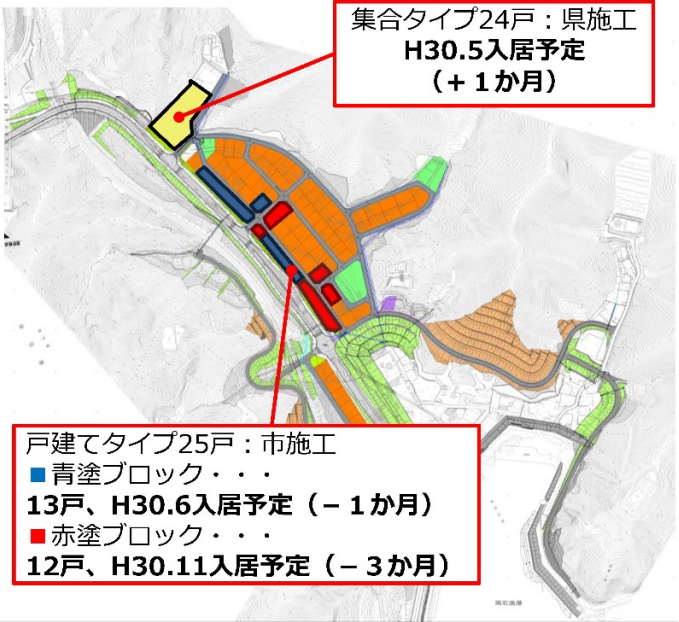 集合タイプ24戸：県施工
H30.5入居予定
（+１か月）
戸建てタイプ25戸：市施工
■青塗ブロック・・・
13戸、H30.6入居予定（－１か月）
■赤塗ブロック・・・
12戸、H30.11入居予定（－３か月）